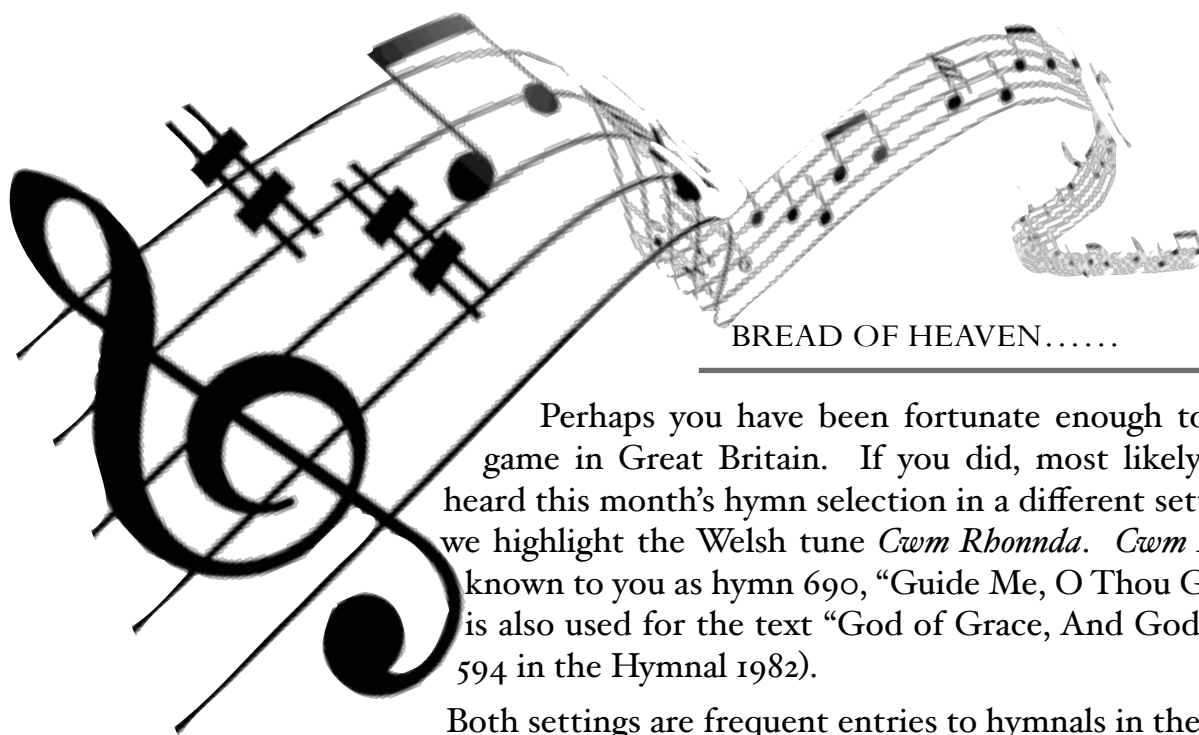 BREAD OF HEAVEN……
Perhaps you have been fortunate enough to
game in Great Britain. If you did, most likely
heard this month's hymn selection in a different
we highlight the Welsh tune Cwm Rhonnda. Cwm
known to you as hymn 690, “Guide Me, O Thou
is also used for the text “God of Grace, And God
594 in the Hymnal 1982).
Both settings are frequent entries to hymnals in the